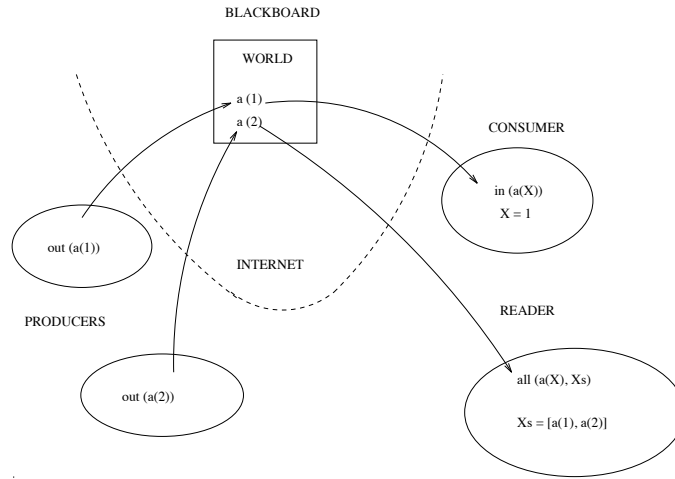 BLACKBOARD
WORLD
a (1)
a (2)
CONSUMER
in (a(X))
X = 1
out (a(1))
INTERNET
PRODUCERS
READER
out (a(2))
all (a(X), Xs)
Xs = [a(1), a(2)]